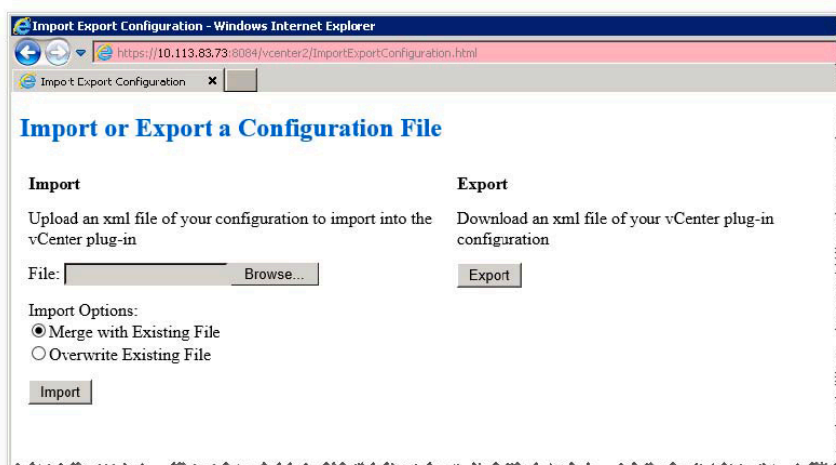 Import Export Configuration - Windows Internet Explorer
https://10.113.83.73:8084/vcenter2/ImportExportConfiguration.html
Import Export Configuration
Import or Export a Configuration File
Import
Upload an xml file of your configuration to import into the
vCenter plug-in
File:
Browse...
Import Options:
Merge with Existing File
Overwrite Existing File
Import
Export
Download an xml file of your vCenter plug-in
configuration
Export